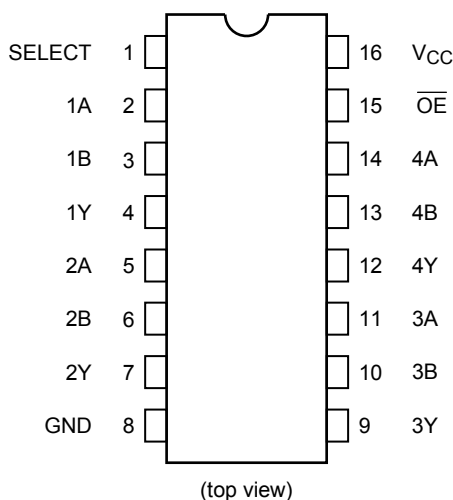 SELECT 1 16 VCC
1A 2 15 OE
1B 3 14 4A
1Y 4 13 4B
2A 5 12 4Y
2B 6 11 3A
2Y 7 10 3B
GND 8 9 3Y
(top view)